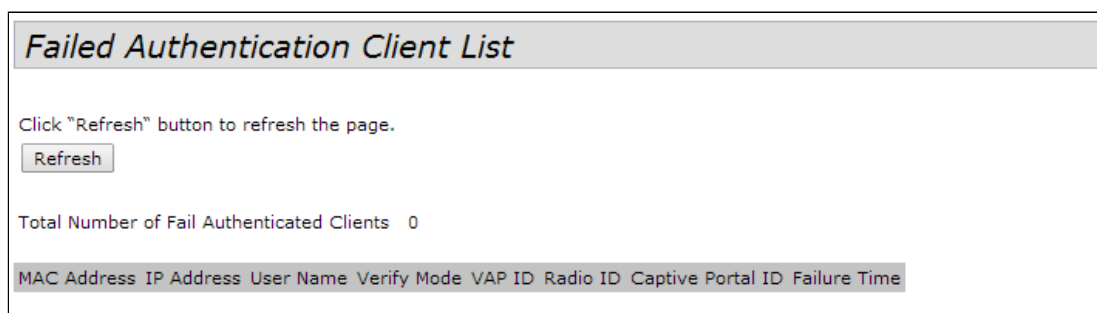 Failed Authentication Client List
Click "Refresh" button to refresh the page.
Refresh
Total Number of Fail Authenticated Clients 0
MAC Address IP Address User Name Verify Mode VAP ID Radio ID Captive Portal ID Failure Time